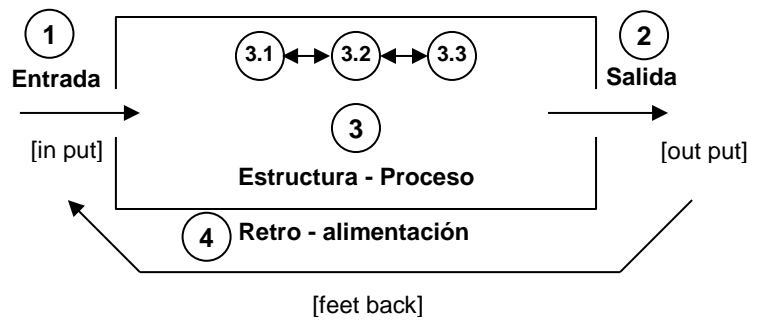 1
Entrada
[in put]
3.1
3.2
3.3
3
Estructura - Proceso
2
Salida
[out put]
4
Retro - alimentación
[feet back]